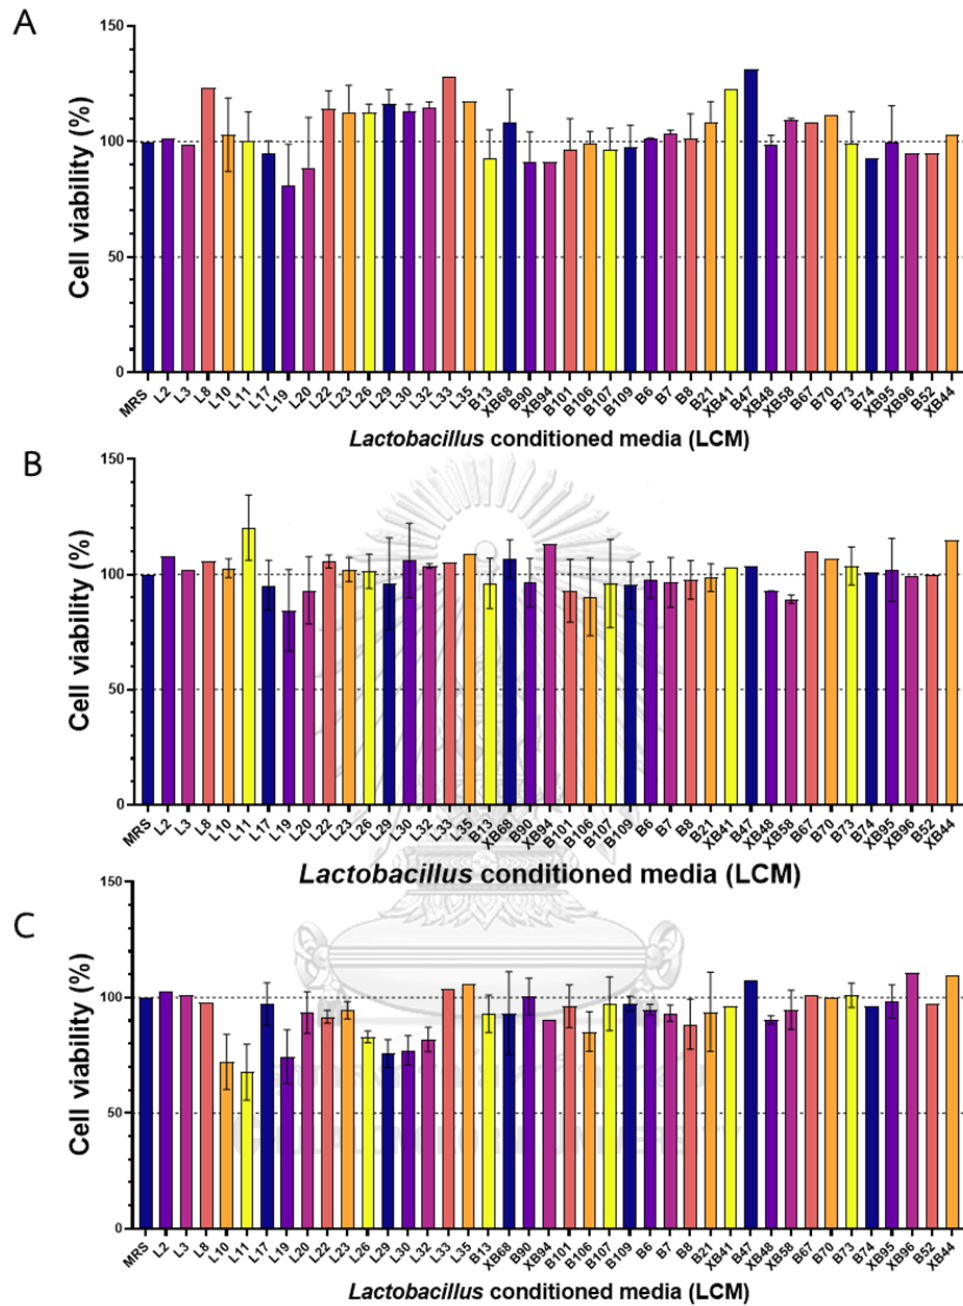 A
Cell viability (%)
150
100
50
0
MRS L2 L3 L8 L10 L11 L17 L19 L20 L22 L23 L26 L29 L30 L32 L33 L35 B13 XB68 B90 XB94 B101 B106 B107 B109 B6 B7 B8 B21 XB41 B47 XB48 XB58 B67 B70 B73 B74 XB95 XB96 B52 XB44
Lactobacillus conditioned media (LCM)
B
Cell viability (%)
150
100
50
0
MRS L2 L3 L8 L10 L11 L17 L19 L20 L22 L23 L26 L29 L30 L32 L33 L35 B13 XB68 B90 XB94 B101 B106 B107 B109 B6 B7 B8 B21 XB41 B47 XB48 XB58 B67 B70 B73 B74 XB95 XB96 B52 XB44
Lactobacillus conditioned media (LCM)
C
Cell viability (%)
150
100
50
0
MRS L2 L3 L8 L10 L11 L17 L19 L20 L22 L23 L26 L29 L30 L32 L33 L35 B13 XB68 B90 XB94 B101 B106 B107 B109 B6 B7 B8 B21 XB41 B47 XB48 XB58 B67 B70 B73 B74 XB95 XB96 B52 XB44
Lactobacillus conditioned media (LCM)